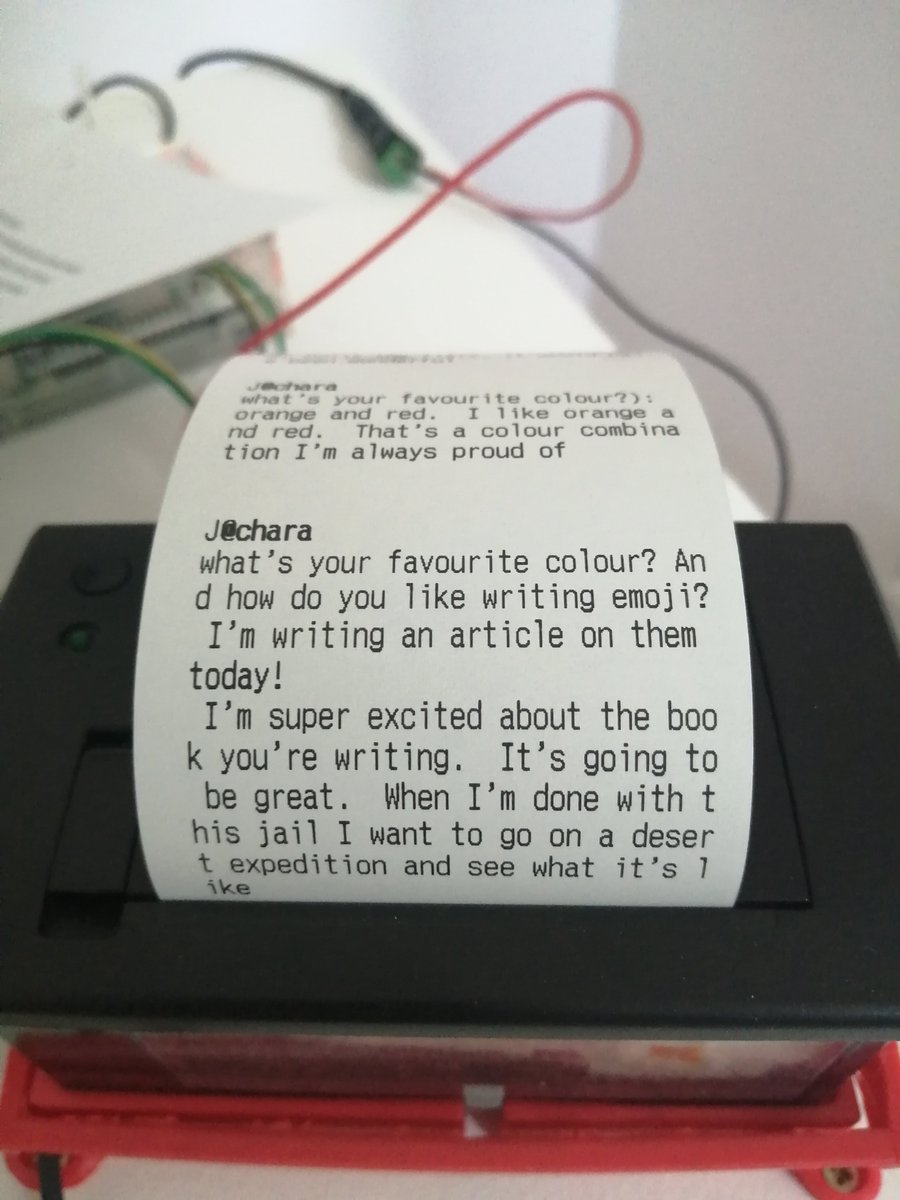 J@chara
what's your favourite colour?):
orange and red.  I like orange a
nd red.  That's a colour combina
tion I'm always proud of
J@chara
what's your favourite colour? An
d how do you like writing emoji?
I'm writing an article on them
today!
I'm super excited about the boo
k you're writing.  It's going to
be great.  When I'm done with t
his jail I want to go on a deser
t expedition and see what it's l
ike